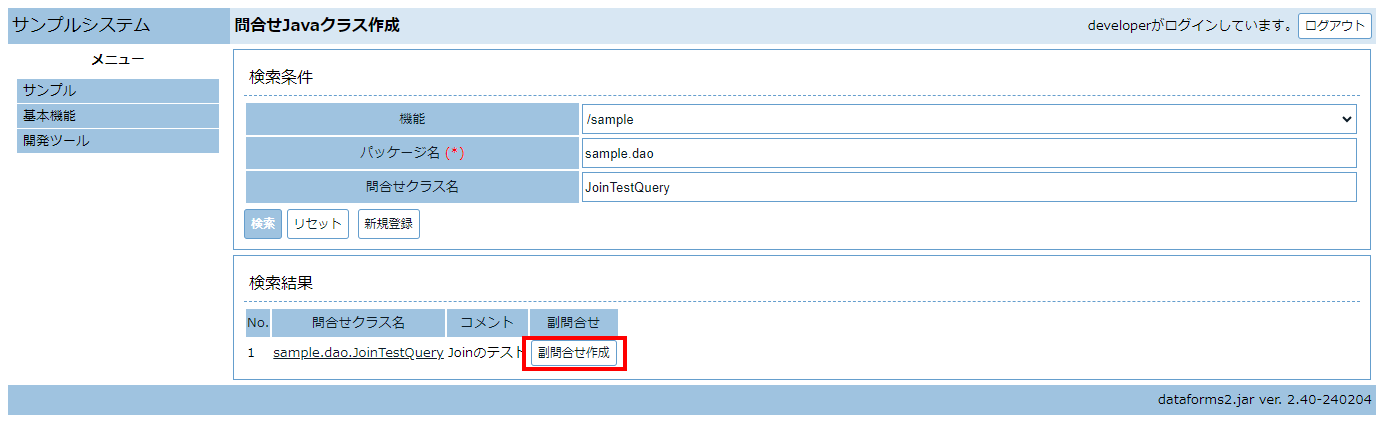 サンプルシステム
問合せJavaクラス作成
developerがログインしています。 ログアウト
メニュー
サンプル
基本機能
開発ツール
検索条件
機能 /sample
パッケージ名 (*) sample.dao
問合せクラス名 JoinTestQuery
検索 リセット 新規登録
検索結果
No. 問合せクラス名 コメント 副問合せ
1 sample.dao.JoinTestQuery Joinのテスト 副問合せ作成
dataforms2.jar ver. 2.40-240204